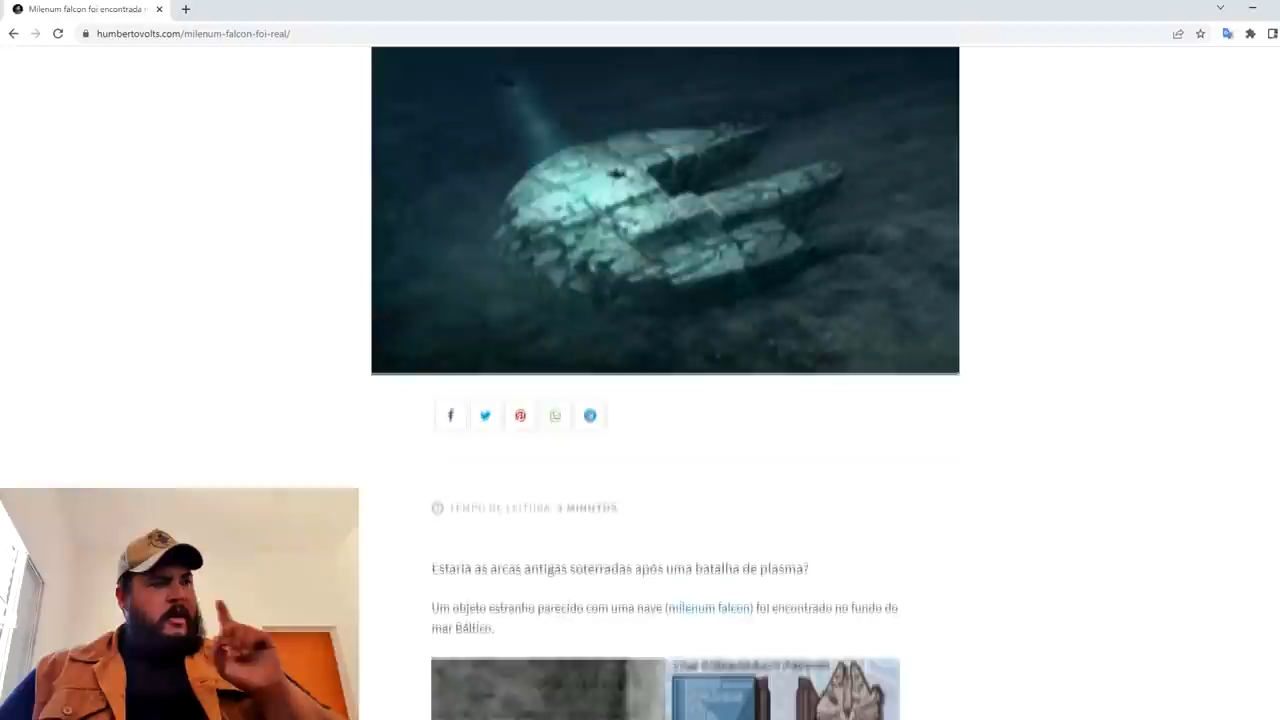 Milenum falcon foi encontrada
humbertovolts.com/milenum-falcon-foi-real/
TEMPO DE LEITURA: MINUTOS
Estaria as arcas antigas soterradas após uma batalha de plasma?
Um objeto estranho parecido com uma nave (milenum falcon) foi encontrado no fundo do
mar Báltico.